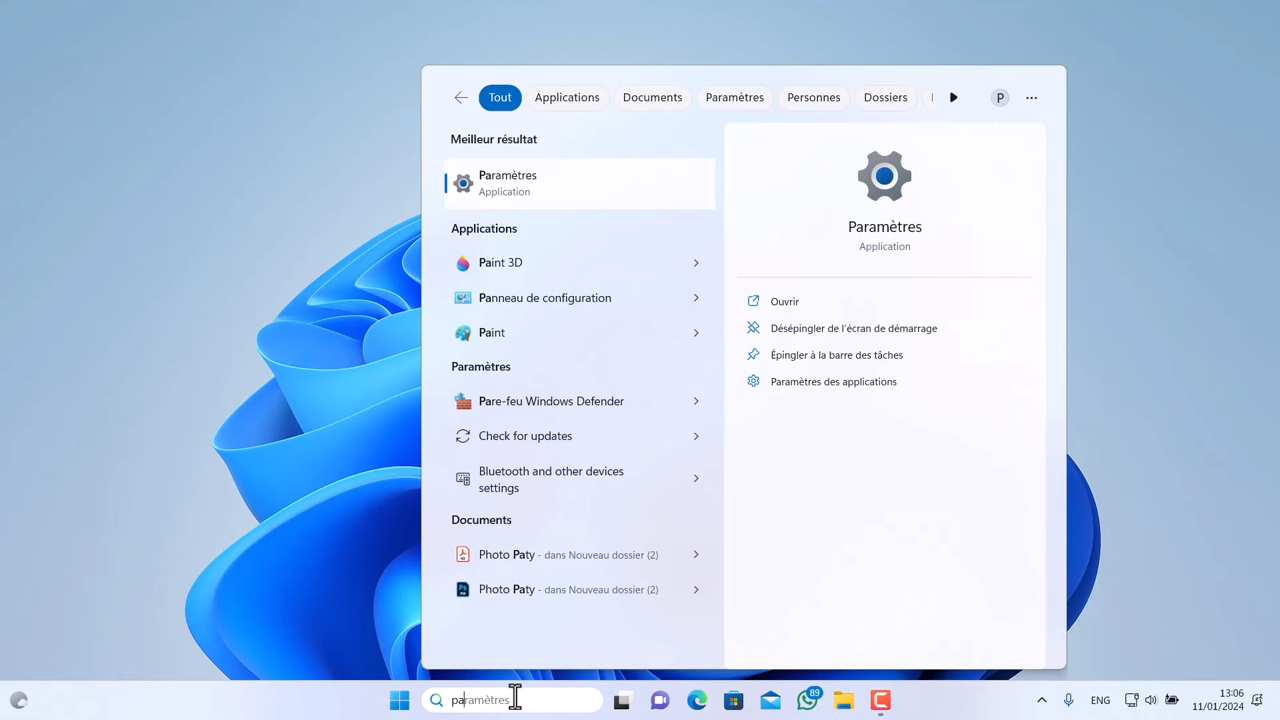 Tout
Applications
Documents
Paramètres
Personnes
Dossiers
P
Meilleur résultat
Paramètres
Application
Applications
Paint 3D
Panneau de configuration
Paint
Paramètres
Pare-feu Windows Defender
Check for updates
Bluetooth and other devices
settings
Documents
Photo Paty - dans Nouveau dossier (2)
Photo Paty - dans Nouveau dossier (2)
Paramètres
Application
Ouvrir
Désépingler de l'écran de démarrage
Épingler à la barre des tâches
Paramètres des applications
paramètres
89
ENG
13:06
11/01/2024